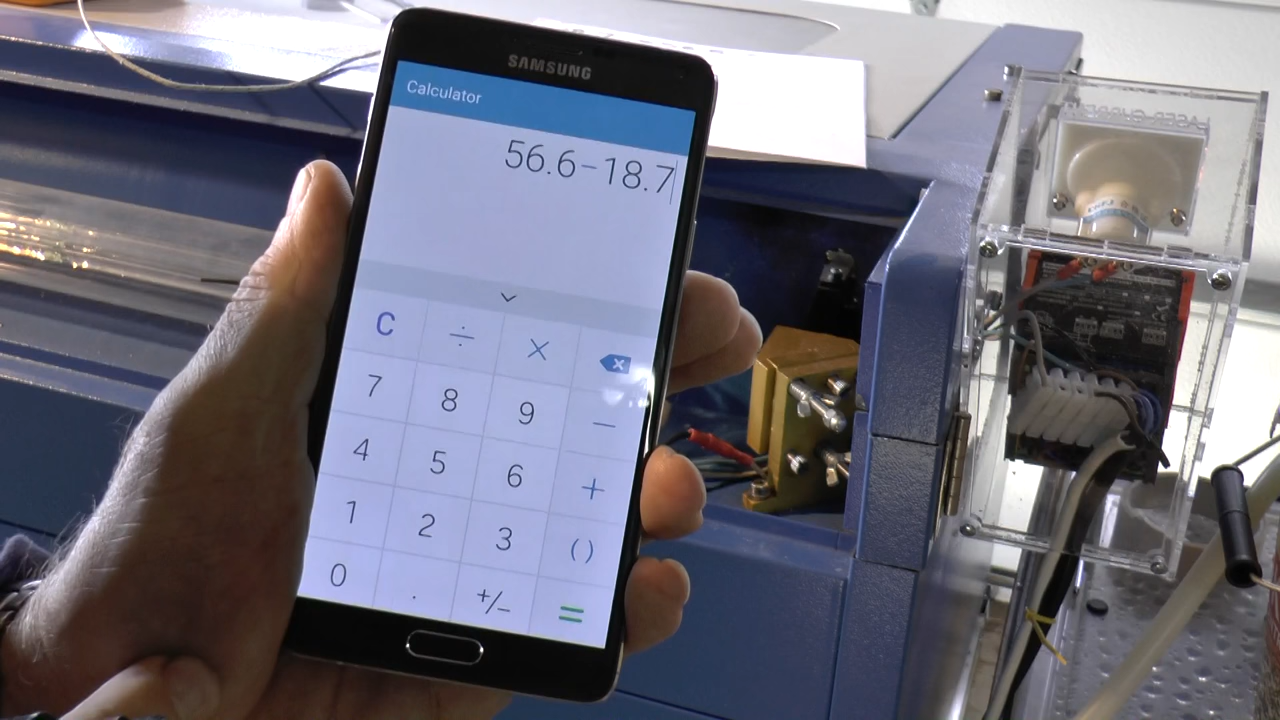 SAMSUNG
Calculator
56.6−18.7
C ÷ ×
7 8 9 −
4 5 6 +
1 2 3 ()
0 . +/− =